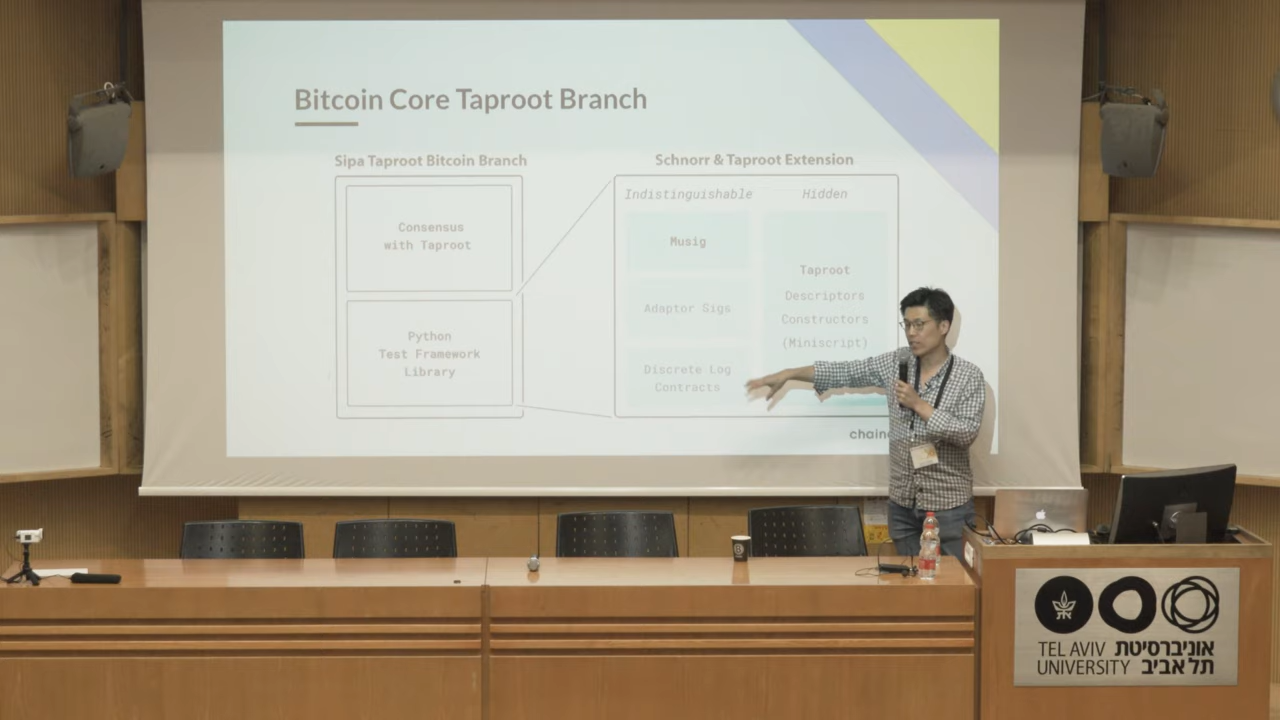 Bitcoin Core Taproot Branch
Sipa Taproot Bitcoin Branch
Consensus
with Taproot
Python
Test Framework
Library
Schnorr & Taproot Extension
Indistinguishable
Hidden
Musig
Adaptor Sigs
Discrete Log
Contracts
Taproot
Descriptors
Constructors
(Miniscript)
TEL AVIV
UNIVERSITY
אוניברסיטת
תל אביב